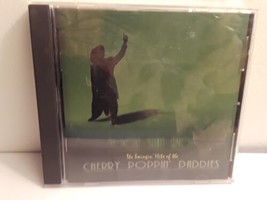 The Swingin' Hits of the
CHERRY POPPIN' DADDIES